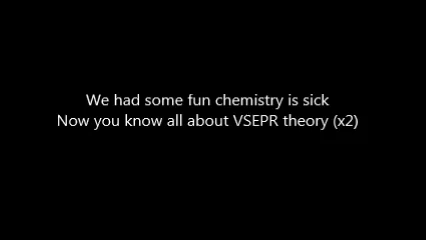 We had some fun chemistry is sick
Now you know all about VSEPR theory (x2)